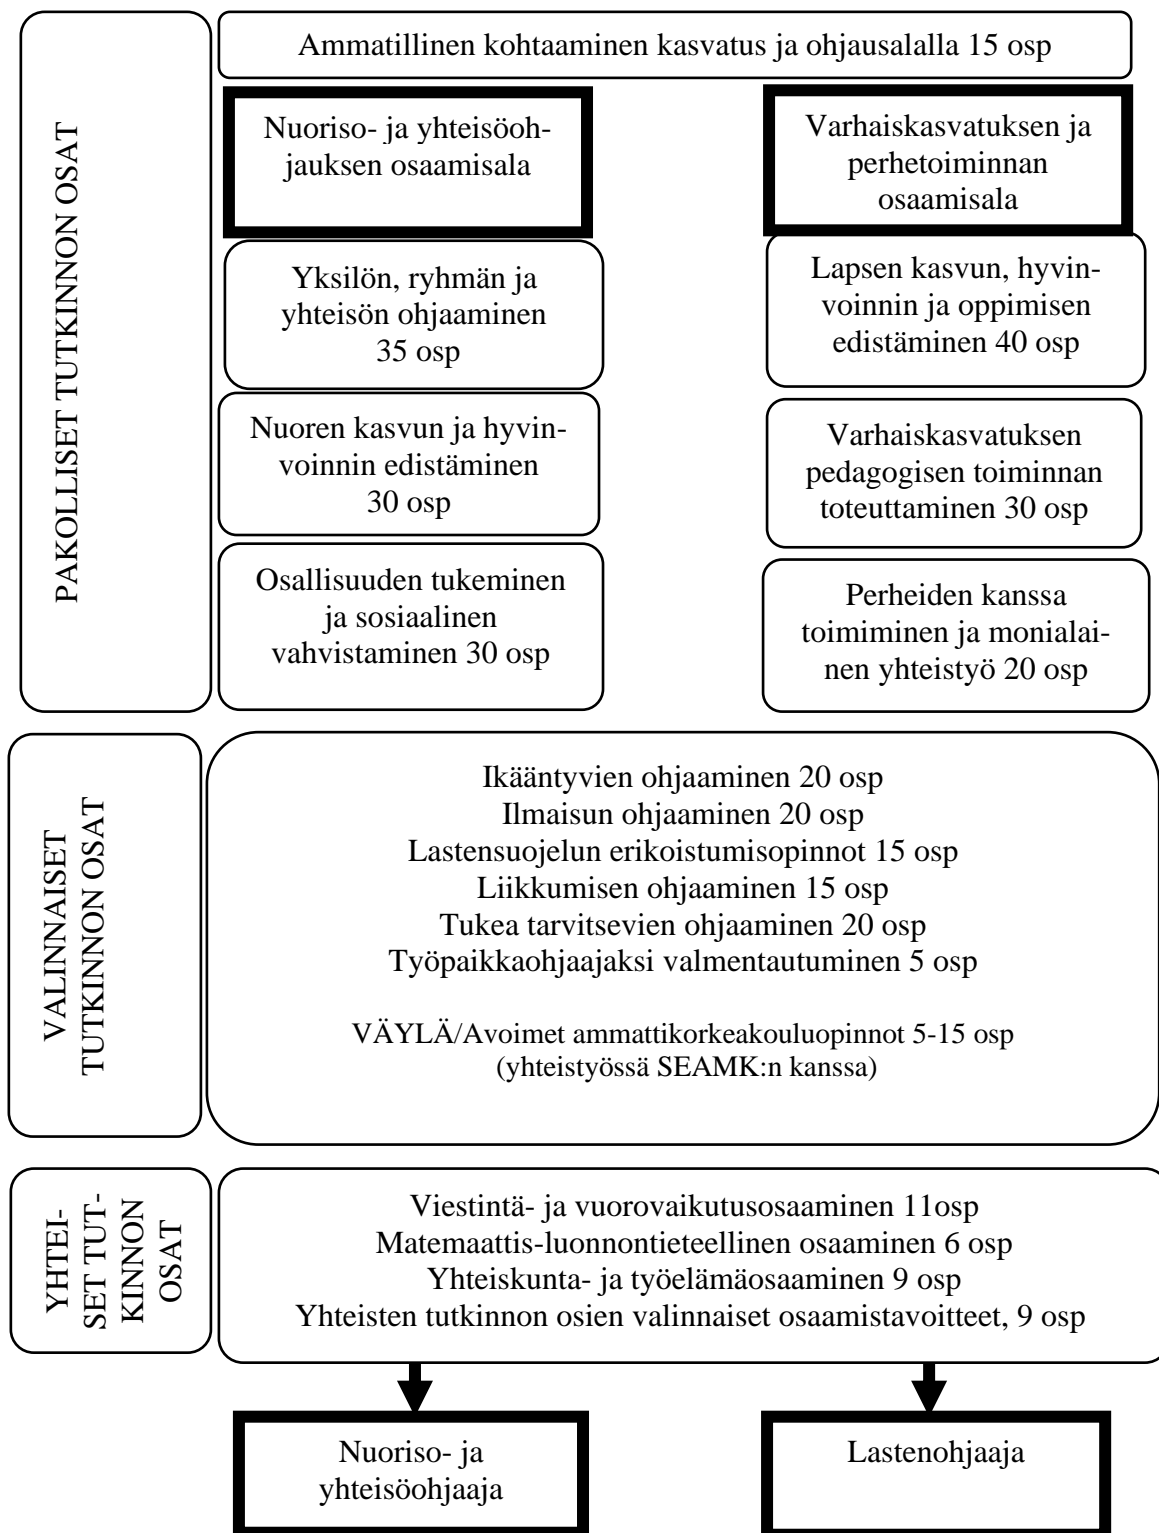 PAKOLLISET TUTKINNON OSAT
Ammatillinen kohtaaminen kasvatus ja ohjausalalla 15 osp
Nuoriso- ja yhteisöoh-
jauksen osaamisala
Yksilön, ryhmän ja
yhteisön ohjaaminen
35 osp
Nuoren kasvun ja hyvin-
voinnin edistäminen
30 osp
Osallisuuden tukeminen
ja sosiaalinen
vahvistaminen 30 osp
Varhaiskasvatuksen ja
perhetoiminnan
osaamisala
Lapsen kasvun, hyvin-
voinnin ja oppimisen
edistäminen 40 osp
Varhaiskasvatuksen
pedagogisen toiminnan
toteuttaminen 30 osp
Perheiden kanssa
toimiminen ja monialai-
nen yhteistyö 20 osp
VALINNAISET
TUTKINNON OSAT
Ikääntyvien ohjaaminen 20 osp
Ilmaisun ohjaaminen 20 osp
Lastensuojelun erikoistumisopinnot 15 osp
Liikkumisen ohjaaminen 15 osp
Tukea tarvitsevien ohjaaminen 20 osp
Työpaikkaohjaajaksi valmentautuminen 5 osp
VÄYLÄ/Avoimet ammattikorkeakouluopinnot 5-15 osp
(yhteistyössä SEAMK:n kanssa)
YHTEI-
SET TUT-
KINNON
OSAT
Viestintä- ja vuorovaikutusosaaminen 11osp
Matemaattis-luonnontieteellinen osaaminen 6 osp
Yhteiskunta- ja työelämäosaaminen 9 osp
Yhteisten tutkinnon osien valinnaiset osaamistavoitteet, 9 osp
Nuoriso- ja
yhteisöohjaaja
Lastenohjaaja